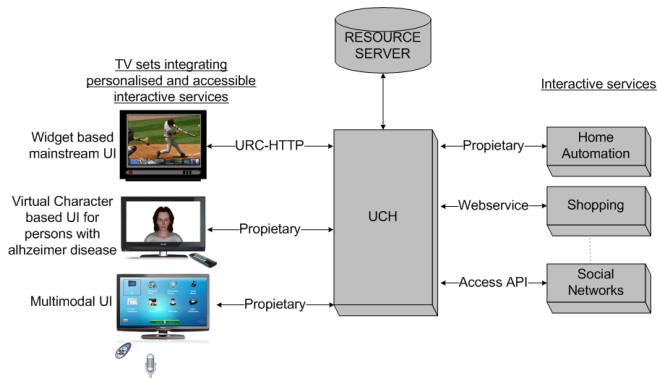 RESOURCE
SERVER
TV sets integrating
personalised and accessible
interactive services
Interactive services
Widget based
mainstream UI
URC-HTTP
Propietary
Home
Automation
Virtual Character
based UI for
persons with
alhzeimer disease
Propietary
UCH
Webservice
Shopping
Multimodal UI
Propietary
Access API
Social
Networks